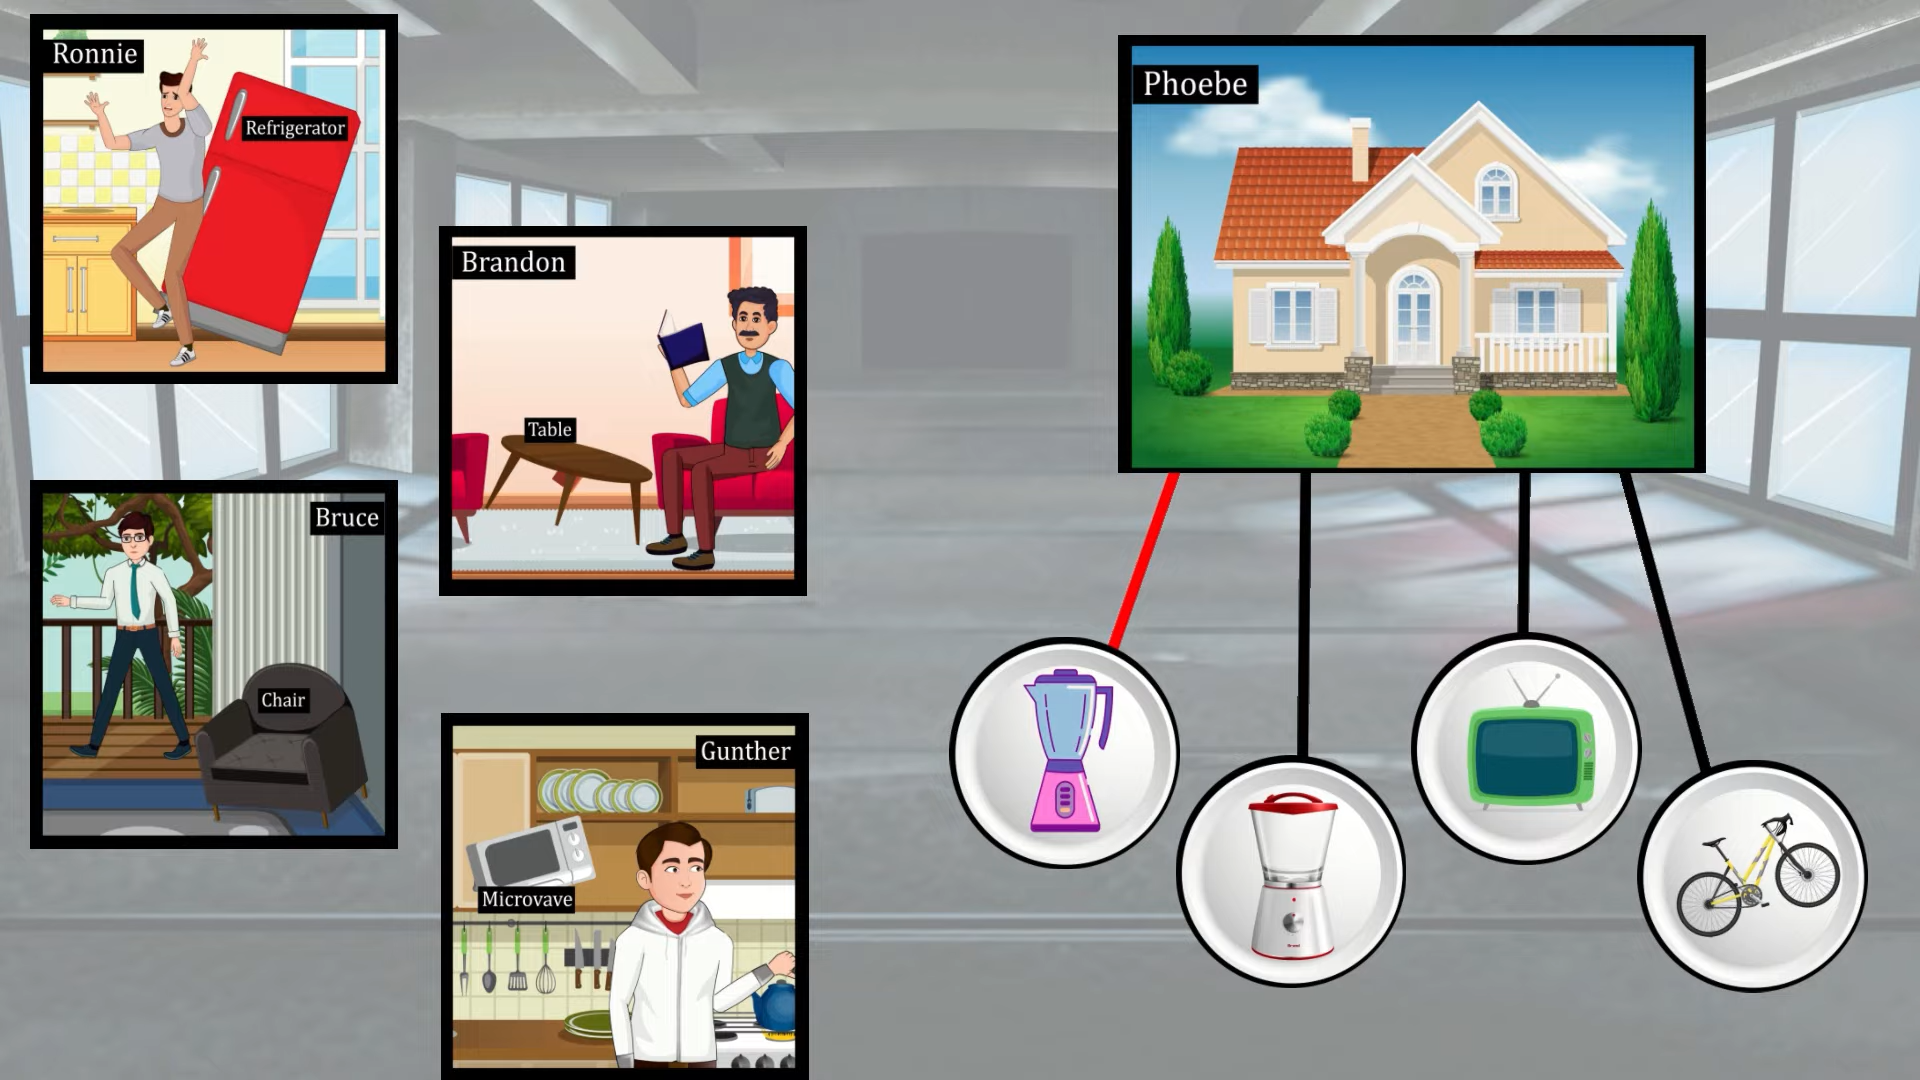 Ronnie
Refrigerator
Phoebe
Brandon
Table
Bruce
Chair
Gunther
Microvave